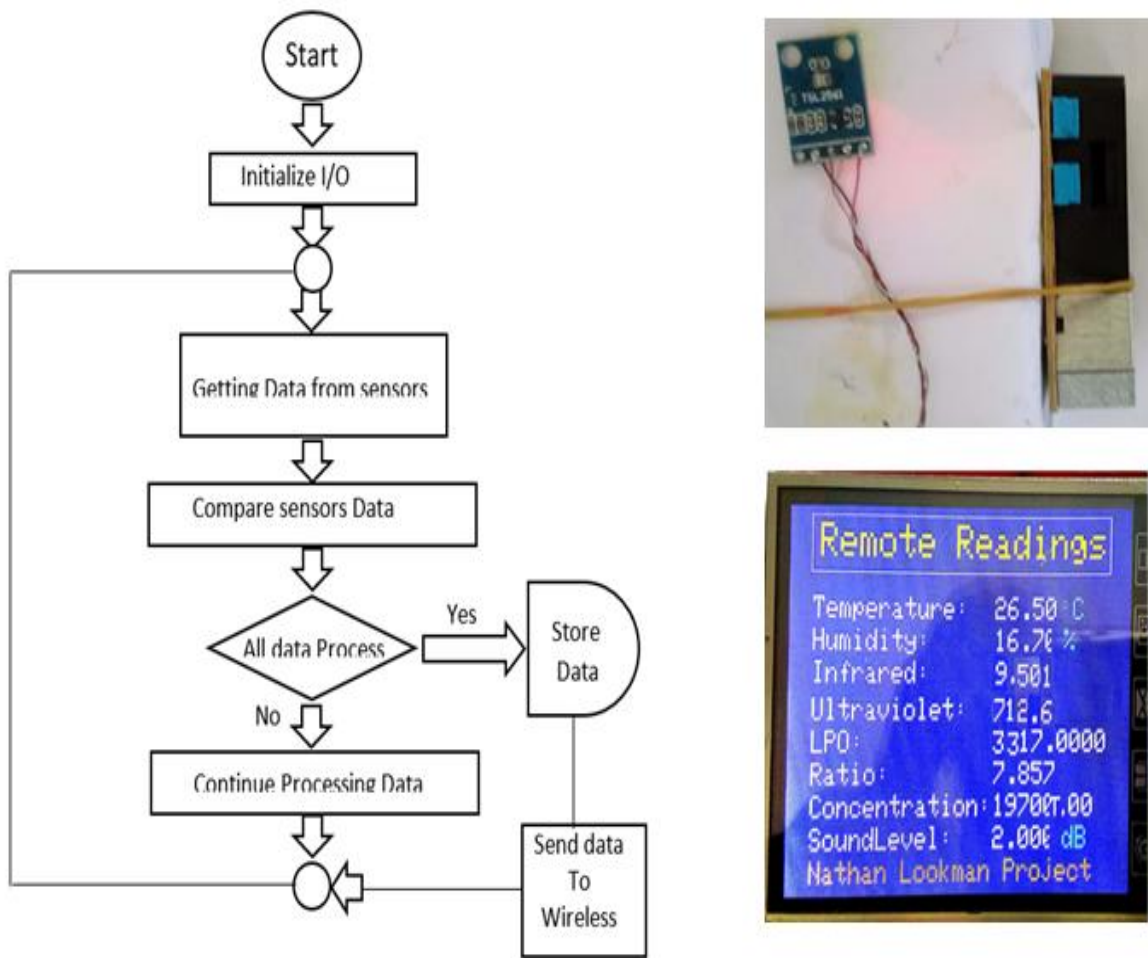 Start
Initialize I/O
Getting Data from sensors
Compare sensors Data
All data Process
Yes
Store
Data
No
Continue Processing Data
Send data
To
Wireless
Remote Readings
Temperature: 26.50 °C
Humidity: %
Infrared: 9.501
Ultraviolet: 712.6
LPO: 3317.0000
Ratio: 7.857
Concentration:
SoundLevel: dB
Nathan Lookman Project